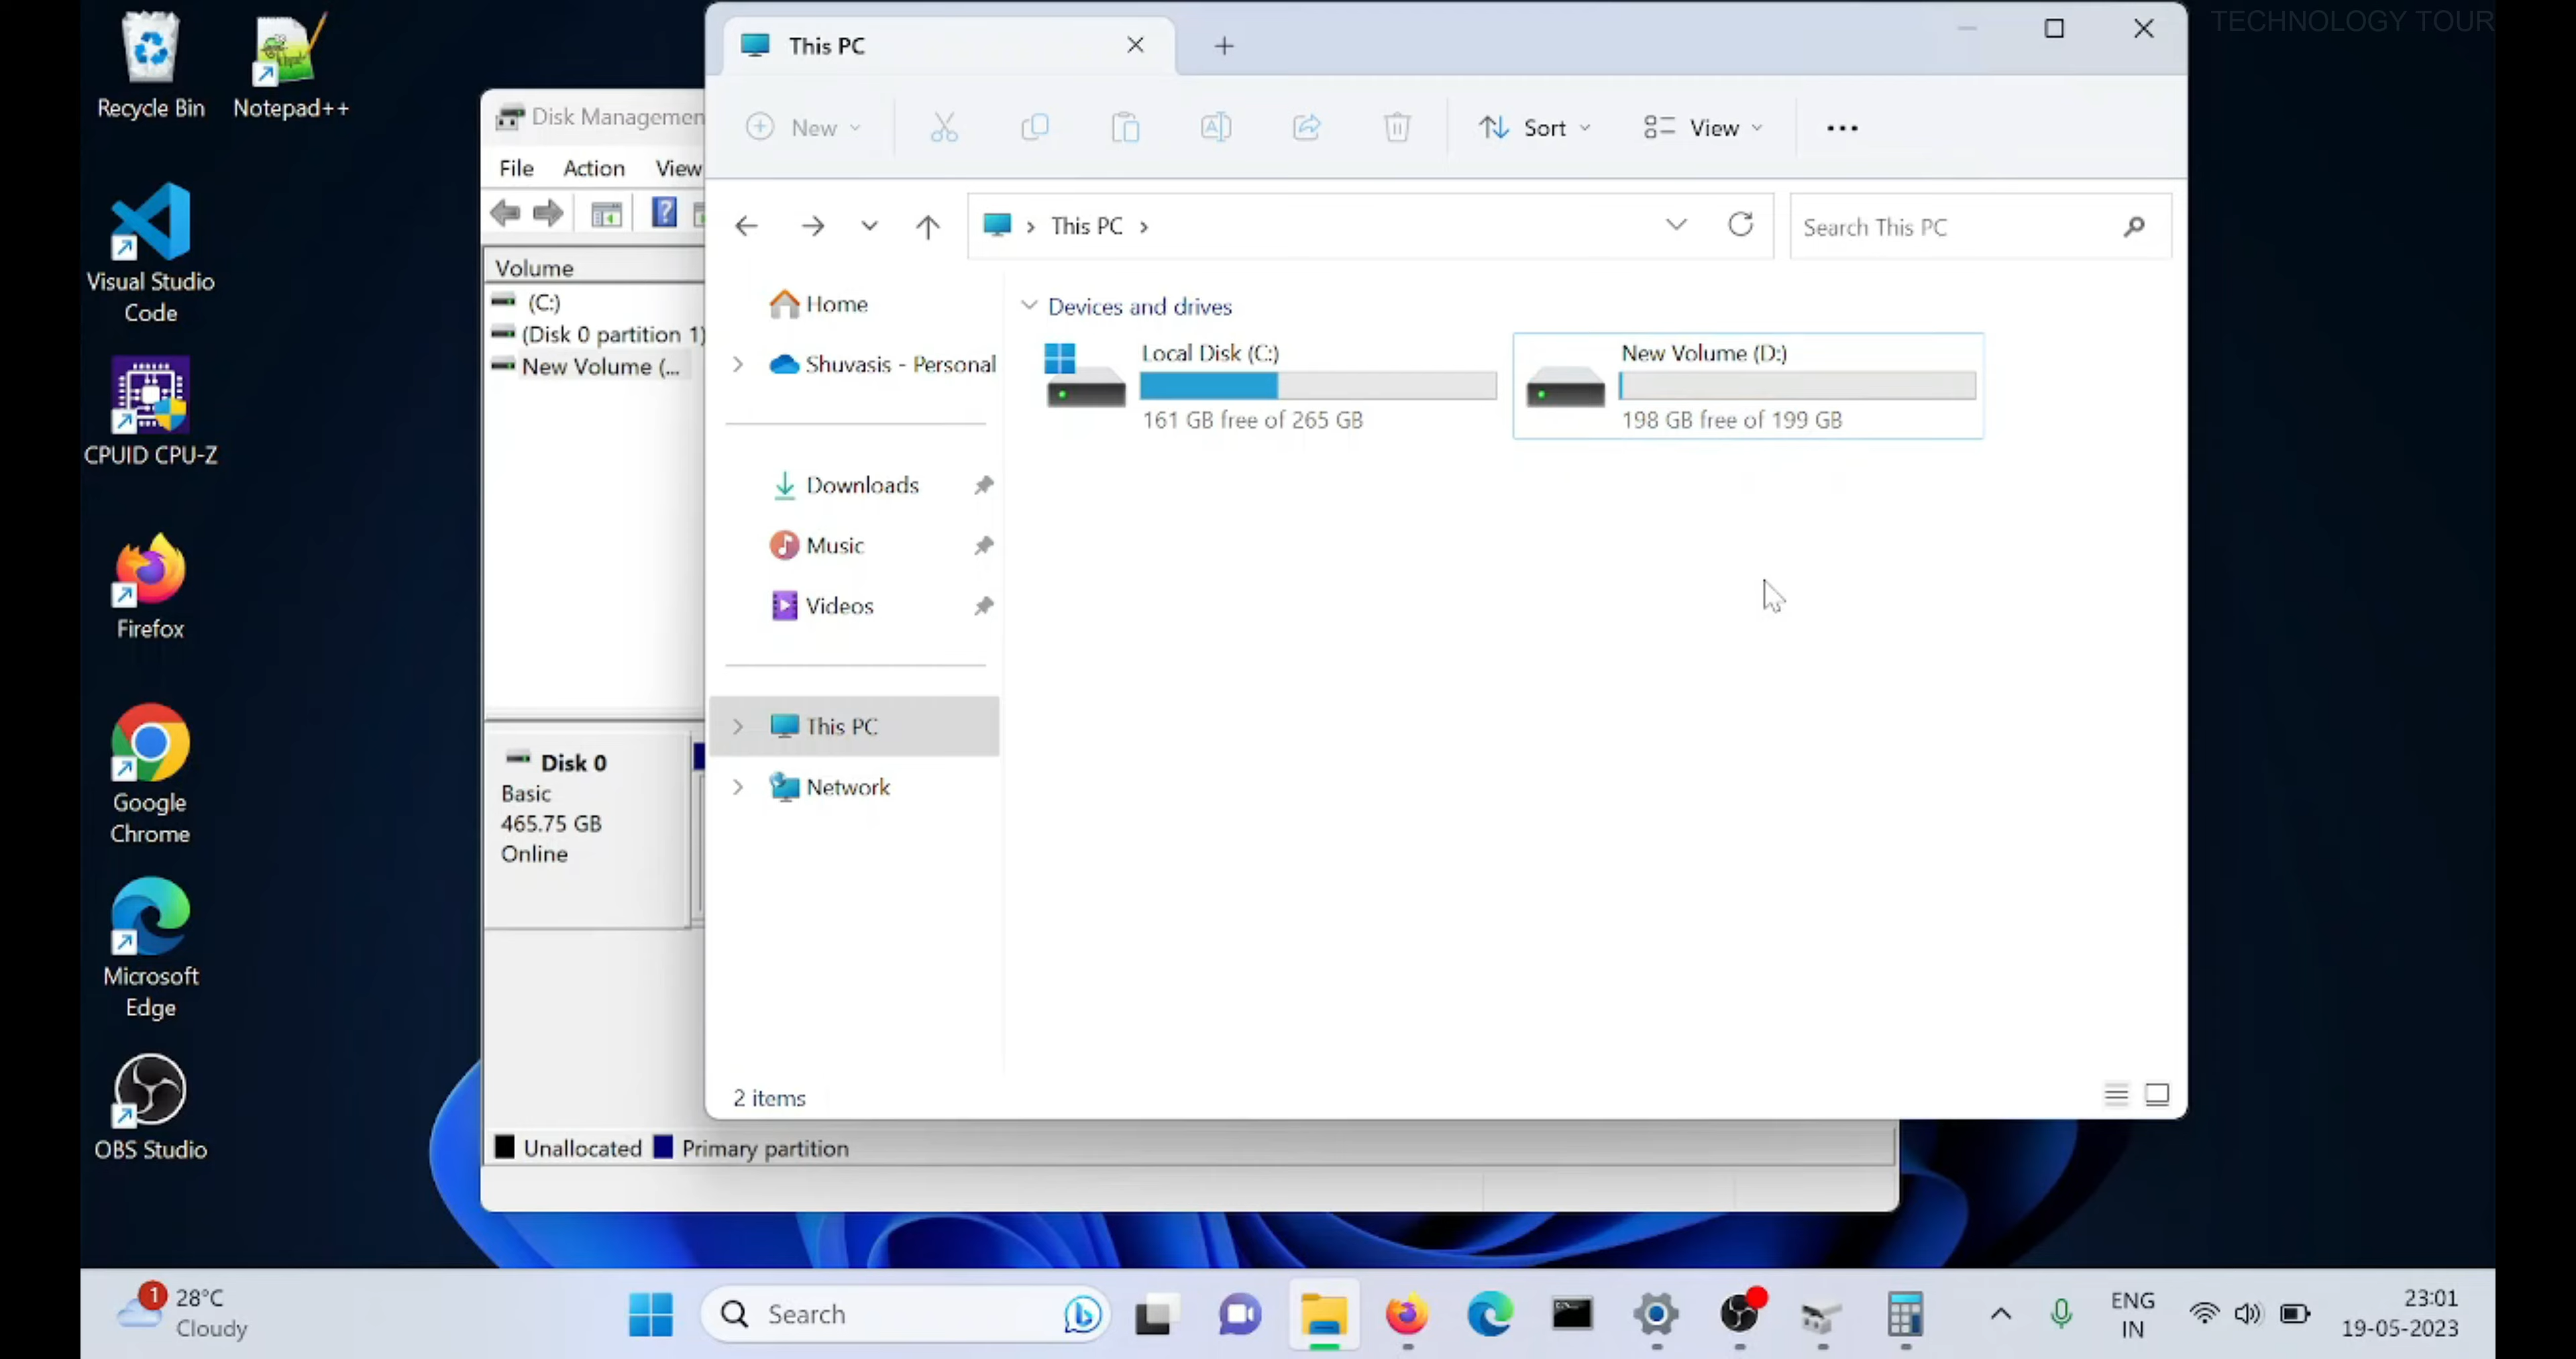 TECHNOLOGY TOUR
Recycle Bin
Notepad++
Visual Studio
Code
CPUID CPU-Z
Firefox
Google
Chrome
Microsoft
Edge
OBS Studio
Disk Managemen
File Action View
Volume
(C:)
(Disk 0 partition 1)
New Volume (...
Disk 0
Basic
465.75 GB
Online
Unallocated Primary partition
This PC
New Sort View
This PC
Search This PC
Home
Shuvasis - Personal
Downloads
Music
Videos
This PC
Network
Devices and drives
Local Disk (C:)
161 GB free of 265 GB
New Volume (D:)
198 GB free of 199 GB
2 items
1
28°C
Cloudy
Search
ENG
IN
23:01
19-05-2023